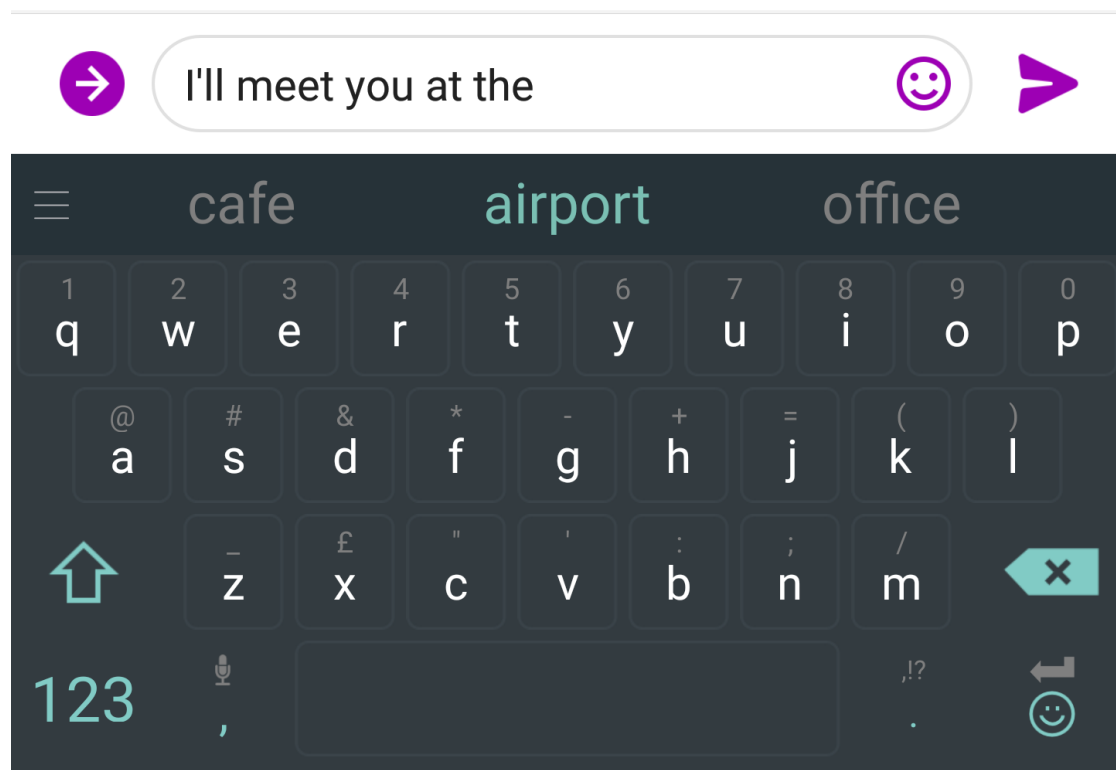 I'll meet you at the
cafe airport office
1 2 3 4 5 6 7 8 9 0
q w e r t y u i o p
@ # & * - + = ( )
a s d f g h j k l
_ £ " ' : ; /
z x c v b n m
,!?
123 , .